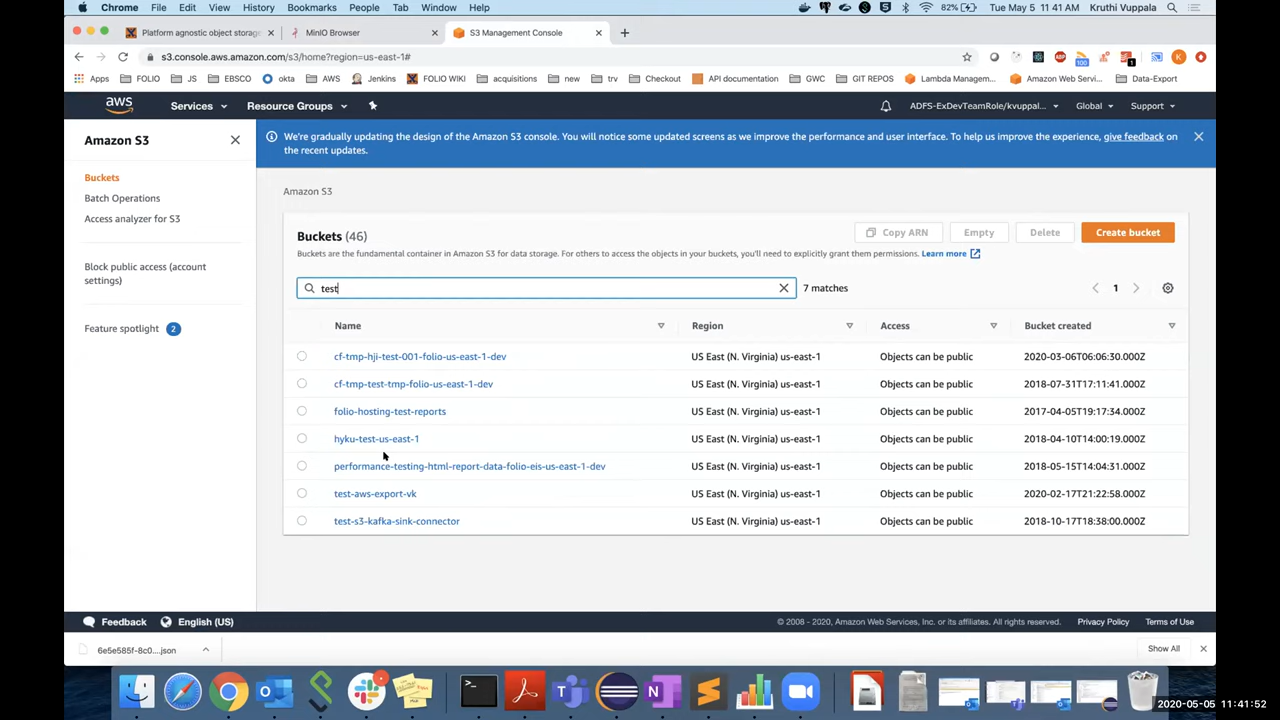 Chrome File Edit View History Bookmarks People Tab Window Help 82% Tue May 5 11:41 AM Kruthi Vuppala
Platform agnostic object storag × MinIO Browser × S3 Management Console × +
s3.console.aws.amazon.com/s3/home?region=us-east-1#
Apps FOLIO JS EBSCO okta AWS Jenkins FOLIO WIKI acquisitions new trv Checkout API documentation GWC GIT REPOS Lambda Managem... Amazon Web Servi... Data-Export
aws Services Resource Groups ADFS-ExDevTeamRole/kvuppal... Global Support
Amazon S3
We're gradually updating the design of the Amazon S3 console. You will notice some updated screens as we improve the performance and user interface. To help us improve the experience, give feedback on
the recent updates.
Buckets
Batch Operations
Access analyzer for S3
Block public access (account
settings)
Feature spotlight 2
Amazon S3
Buckets (46) Copy ARN Empty Delete Create bucket
Buckets are the fundamental container in Amazon S3 for data storage. For others to access the objects in your buckets, you'll need to explicitly grant them permissions. Learn more
test 7 matches 1
Name Region Access Bucket created
cf-tmp-hji-test-001-folio-us-east-1-dev US East (N. Virginia) us-east-1 Objects can be public 2020-03-06T06:06:30.000Z
cf-tmp-test-tmp-folio-us-east-1-dev US East (N. Virginia) us-east-1 Objects can be public 2018-07-31T17:11:41.000Z
folio-hosting-test-reports US East (N. Virginia) us-east-1 Objects can be public 2017-04-05T19:17:34.000Z
hyku-test-us-east-1 US East (N. Virginia) us-east-1 Objects can be public 2018-04-10T14:00:19.000Z
performance-testing-html-report-data-folio-eis-us-east-1-dev US East (N. Virginia) us-east-1 Objects can be public 2018-05-15T14:04:31.000Z
test-aws-export-vk US East (N. Virginia) us-east-1 Objects can be public 2020-02-17T21:22:58.000Z
test-s3-kafka-sink-connector US East (N. Virginia) us-east-1 Objects can be public 2018-10-17T18:38:00.000Z
Feedback English (US) © 2008 - 2020, Amazon Web Services, Inc. or its affiliates. All rights reserved. Privacy Policy Terms of Use
6e5e585f-8c0....json Show All
2020-05-05 11:41:52